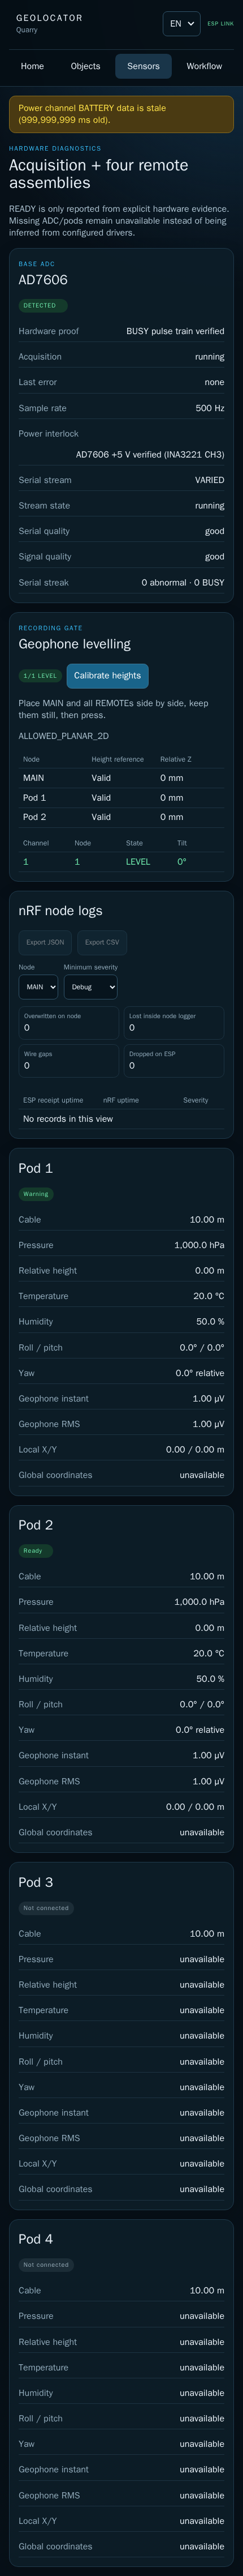 GEOLOCATOR
Quarry
EN
ESP LINK
Home Objects Sensors Workflow
Power channel BATTERY data is stale
(999,999,999 ms old).
HARDWARE DIAGNOSTICS
Acquisition + four remote
assemblies
READY is only reported from explicit hardware evidence.
Missing ADC/pods remain unavailable instead of being
inferred from configured drivers.
BASE ADC
AD7606
DETECTED
Hardware proof BUSY pulse train verified
Acquisition running
Last error none
Sample rate 500 Hz
Power interlock
AD7606 +5 V verified (INA3221 CH3)
Serial stream VARIED
Stream state running
Serial quality good
Signal quality good
Serial streak 0 abnormal · 0 BUSY
RECORDING GATE
Geophone levelling
1/1 LEVEL Calibrate heights
Place MAIN and all REMOTEs side by side, keep
them still, then press.
ALLOWED_PLANAR_2D
Node Height reference Relative Z
MAIN Valid 0 mm
Pod 1 Valid 0 mm
Pod 2 Valid 0 mm
Channel Node State Tilt
1 1 LEVEL 0°
nRF node logs
Export JSON Export CSV
Node Minimum severity
MAIN Debug
Overwritten on node Lost inside node logger
0 0
Wire gaps Dropped on ESP
0 0
ESP receipt uptime nRF uptime Severity
No records in this view
Pod 1
Warning
Cable 10.00 m
Pressure 1,000.0 hPa
Relative height 0.00 m
Temperature 20.0 °C
Humidity 50.0 %
Roll / pitch 0.0° / 0.0°
Yaw 0.0° relative
Geophone instant 1.00 µV
Geophone RMS 1.00 µV
Local X/Y 0.00 / 0.00 m
Global coordinates unavailable
Pod 2
Ready
Cable 10.00 m
Pressure 1,000.0 hPa
Relative height 0.00 m
Temperature 20.0 °C
Humidity 50.0 %
Roll / pitch 0.0° / 0.0°
Yaw 0.0° relative
Geophone instant 1.00 µV
Geophone RMS 1.00 µV
Local X/Y 0.00 / 0.00 m
Global coordinates unavailable
Pod 3
Not connected
Cable 10.00 m
Pressure unavailable
Relative height unavailable
Temperature unavailable
Humidity unavailable
Roll / pitch unavailable
Yaw unavailable
Geophone instant unavailable
Geophone RMS unavailable
Local X/Y unavailable
Global coordinates unavailable
Pod 4
Not connected
Cable 10.00 m
Pressure unavailable
Relative height unavailable
Temperature unavailable
Humidity unavailable
Roll / pitch unavailable
Yaw unavailable
Geophone instant unavailable
Geophone RMS unavailable
Local X/Y unavailable
Global coordinates unavailable